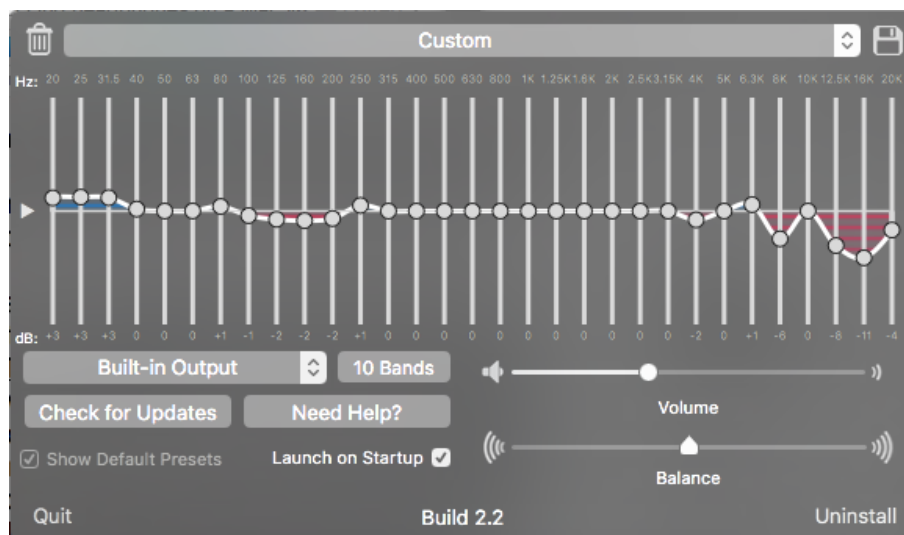 Custom
Hz: 20 25 31.5 40 50 63 80 100 125 160 200 250 315 400 500 630 800 1K 1.25K 1.6K 2K 2.5K 3.15K 4K 5K 6.3K 8K 10K 12.5K 16K 20K
dB: +3 +3 +3 0 0 0 +1 -1 -2 -2 -2 +1 0 0 0 0 0 0 0 0 0 0 0 -2 0 +1 -6 0 -8 -11 -4
Built-in Output
10 Bands
Check for Updates
Need Help?
Volume
Show Default Presets
Launch on Startup
Balance
Quit
Build 2.2
Uninstall